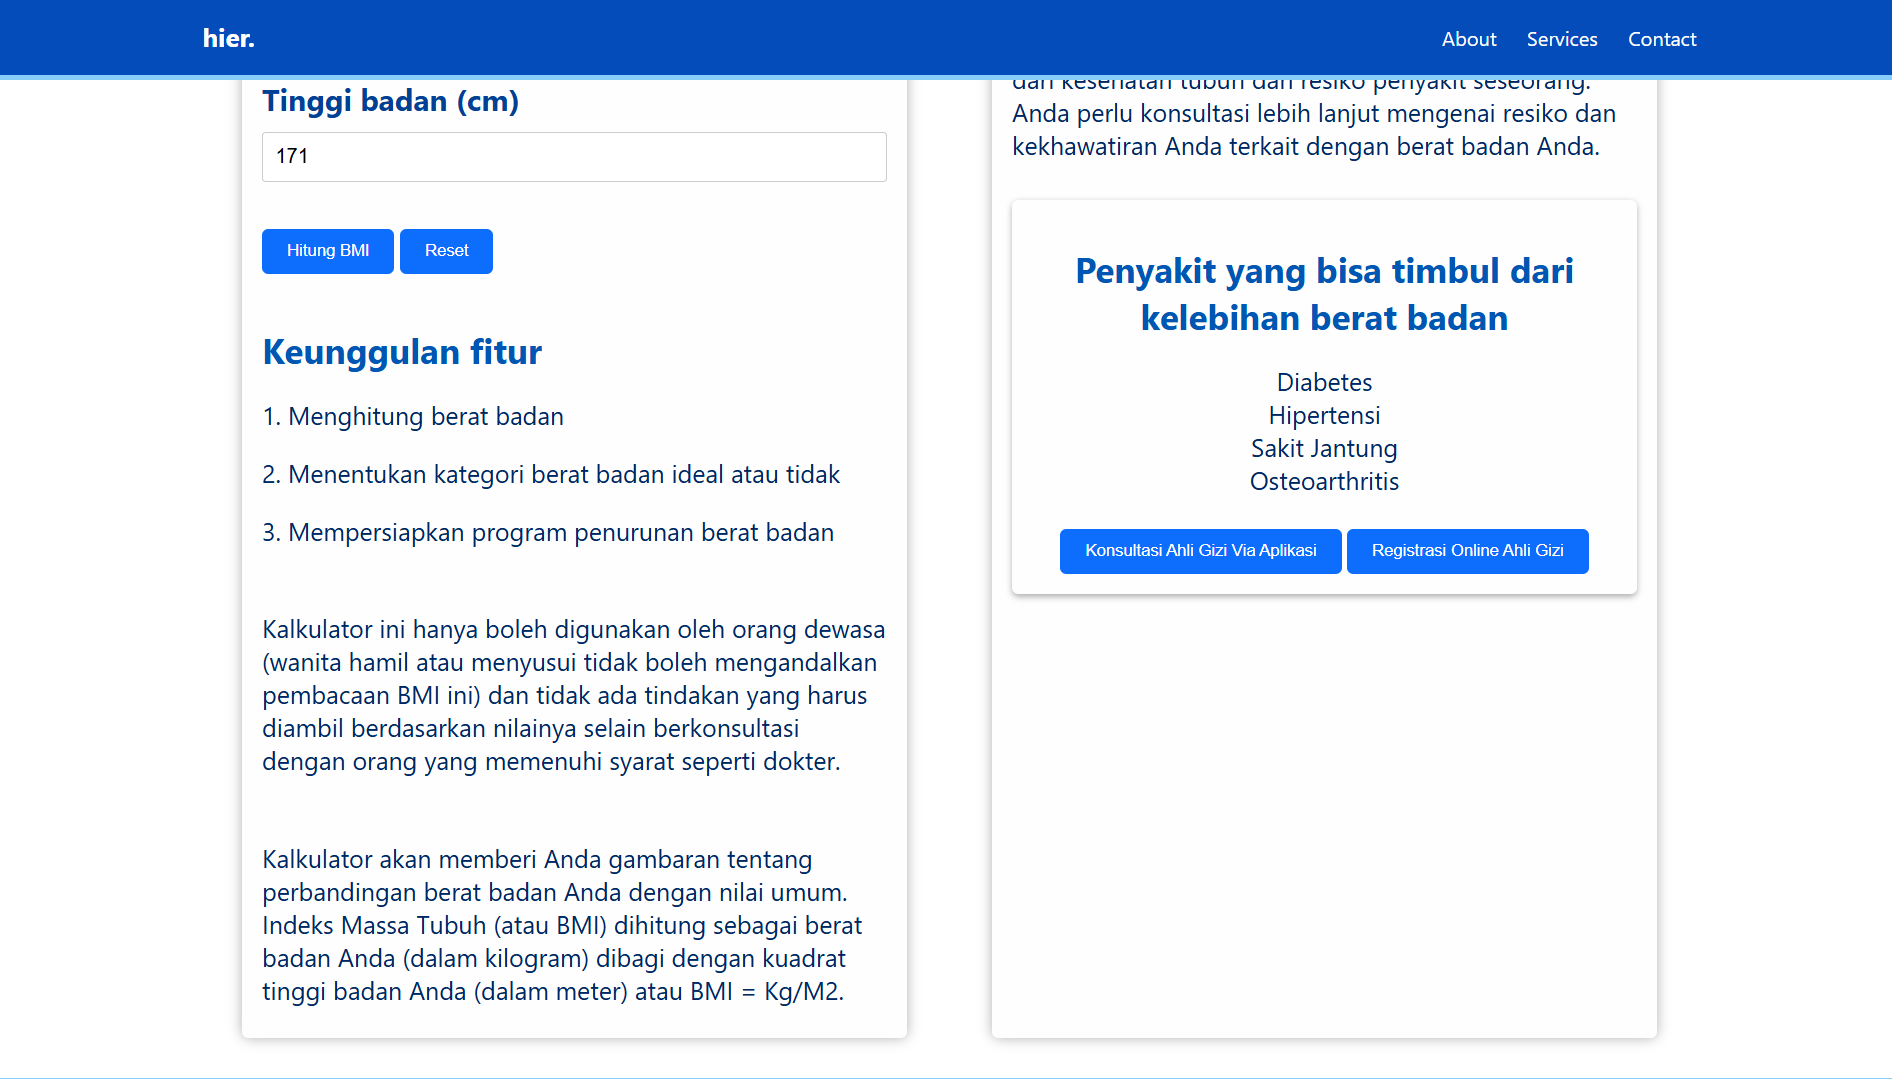 hier.
About
Services
Contact
Tinggi badan (cm)
171
Hitung BMI
Reset
Keunggulan fitur
1. Menghitung berat badan
2. Menentukan kategori berat badan ideal atau tidak
3. Mempersiapkan program penurunan berat badan
Kalkulator ini hanya boleh digunakan oleh orang dewasa
(wanita hamil atau menyusui tidak boleh mengandalkan
pembacaan BMI ini) dan tidak ada tindakan yang harus
diambil berdasarkan nilainya selain berkonsultasi
dengan orang yang memenuhi syarat seperti dokter.
Kalkulator akan memberi Anda gambaran tentang
perbandingan berat badan Anda dengan nilai umum.
Indeks Massa Tubuh (atau BMI) dihitung sebagai berat
badan Anda (dalam kilogram) dibagi dengan kuadrat
tinggi badan Anda (dalam meter) atau BMI = Kg/M2.
dari kesehatan tubuh dan resiko penyakit seseorang.
Anda perlu konsultasi lebih lanjut mengenai resiko dan
kekhawatiran Anda terkait dengan berat badan Anda.
Penyakit yang bisa timbul dari
kelebihan berat badan
Diabetes
Hipertensi
Sakit Jantung
Osteoarthritis
Konsultasi Ahli Gizi Via Aplikasi
Registrasi Online Ahli Gizi